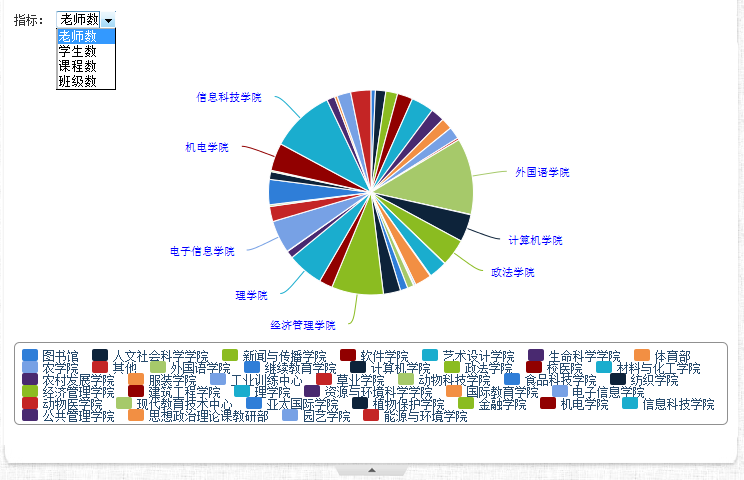 指标： 老师数
老师数
学生数
课程数
班级数
信息科技学院
机电学院
外国语学院
电子信息学院
计算机学院
政法学院
理学院
经济管理学院
图书馆 人文社会科学学院 新闻与传播学院 软件学院 艺术设计学院 生命科学学院 体育部
农学院 其他 外国语学院 继续教育学院 计算机学院 政法学院 校医院 材料与化工学院
农村发展学院 服装学院 工业训练中心 草业学院 动物科技学院 食品科技学院 纺织学院
经济管理学院 建筑工程学院 理学院 资源与环境科学学院 国际教育学院 电子信息学院
动物医学院 现代教育技术中心 亚太国际学院 植物保护学院 金融学院 机电学院 信息科技学院
公共管理学院 思想政治理论课教研部 园艺学院 能源与环境学院